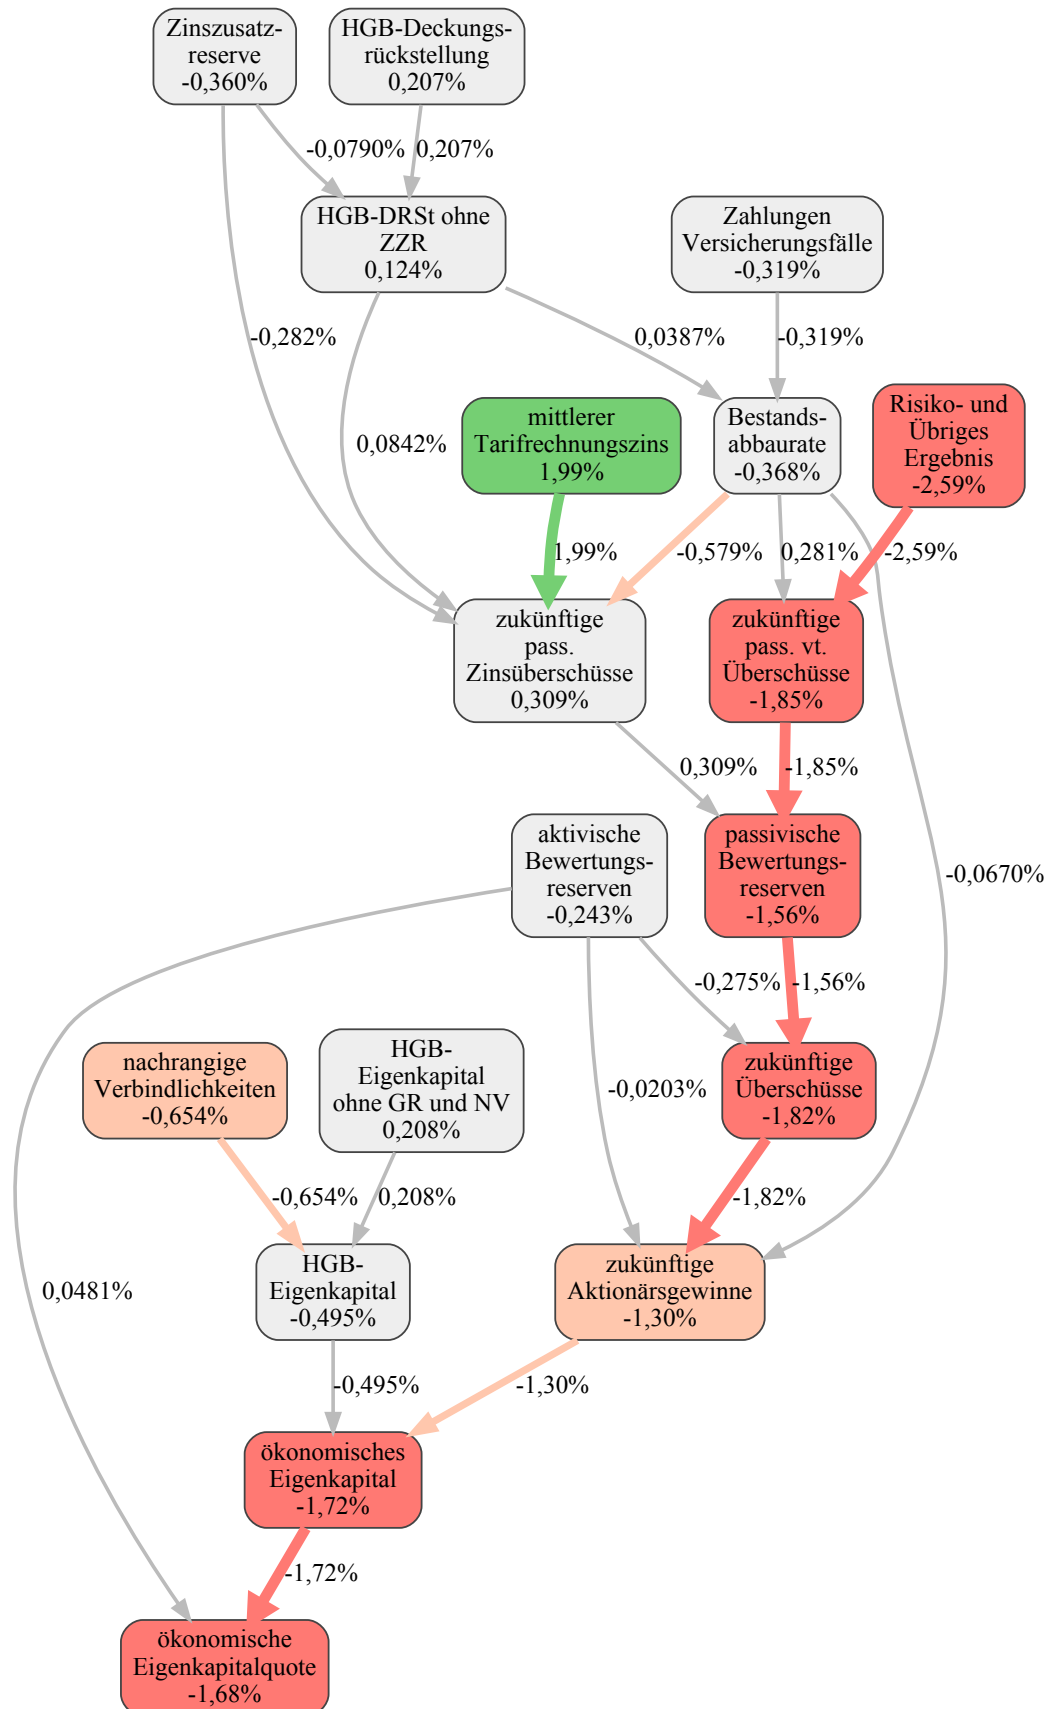 Zinszusatz-
reserve
-0,360%
HGB-Deckungs-
rückstellung
0,207%
-0,0790%
0,207%
HGB-DRSt ohne
ZZR
0,124%
Zahlungen
Versicherungsfälle
-0,319%
-0,282%
0,0387%
-0,319%
mittlerer
Tarifrechnungszins
1,99%
Bestands-
abbaurate
-0,368%
Risiko- und
Übriges
Ergebnis
-2,59%
0,0842%
1,99%
-0,579%
0,281%
-2,59%
zukünftige
pass.
Zinsüberschüsse
0,309%
zukünftige
pass. vt.
Überschüsse
-1,85%
0,309%
-1,85%
aktivische
Bewertungs-
reserven
-0,243%
passivische
Bewertungs-
reserven
-1,56%
-0,0670%
-0,275%
-1,56%
nachrangige
Verbindlichkeiten
-0,654%
HGB-
Eigenkapital
ohne GR und NV
0,208%
-0,0203%
zukünftige
Überschüsse
-1,82%
-0,654%
0,208%
-1,82%
0,0481%
HGB-
Eigenkapital
-0,495%
zukünftige
Aktionärsgewinne
-1,30%
-0,495%
-1,30%
ökonomisches
Eigenkapital
-1,72%
-1,72%
ökonomische
Eigenkapitalquote
-1,68%